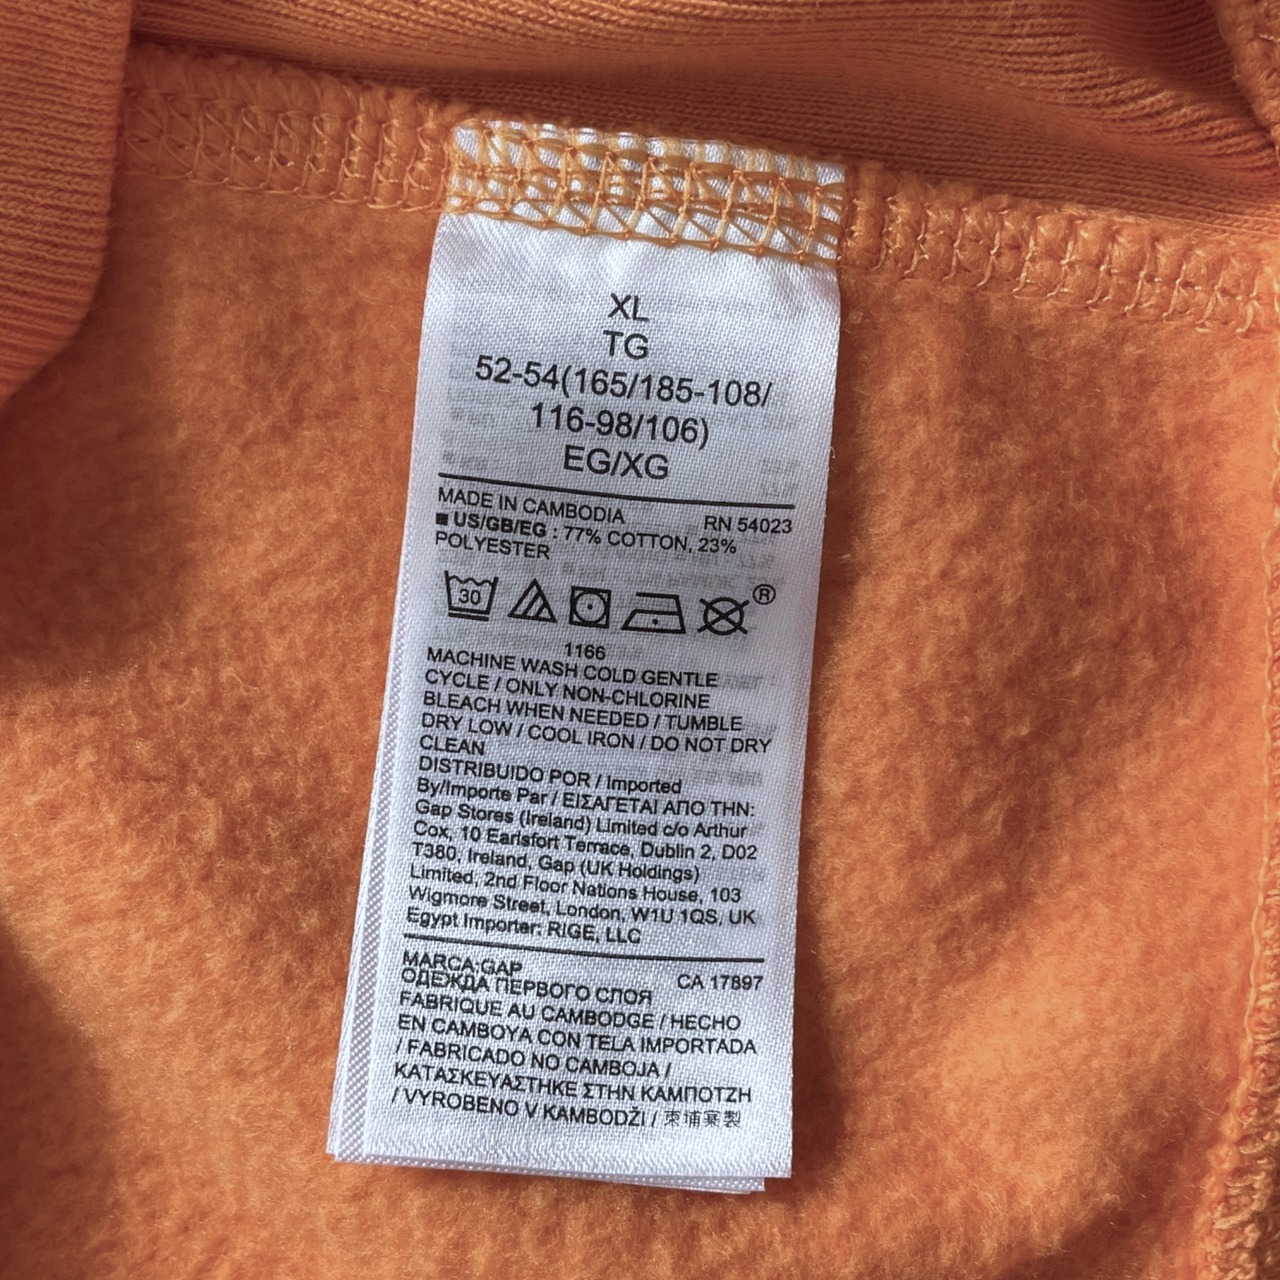 XL
TG
52-54(165/185-108/
116-98/106)
EG/XG
MADE IN CAMBODIA RN 54023
■ US/GB/EG : 77% COTTON, 23%
POLYESTER
30 ®
1166
MACHINE WASH COLD GENTLE
CYCLE / ONLY NON-CHLORINE
BLEACH WHEN NEEDED / TUMBLE
DRY LOW / COOL IRON / DO NOT DRY
CLEAN
DISTRIBUIDO POR / Imported
By/Importe Par / ΕΙΣΑΓΕΤΑΙ ΑΠΟ ΤΗΝ:
Gap Stores (Ireland) Limited c/o Arthur
Cox, 10 Earlsfort Terrace, Dublin 2, D02
T380, Ireland, Gap (UK Holdings)
Limited, 2nd Floor Nations House, 103
Wigmore Street, London, W1U 1QS, UK
Egypt Importer: RIGE, LLC
MARCA:GAP CA 17897
ОДЕЖДА ПЕРВОГО СЛОЯ
FABRIQUE AU CAMBODGE / HECHO
EN CAMBOYA CON TELA IMPORTADA
/ FABRICADO NO CAMBOJA /
ΚΑΤΑΣΚΕΥΑΣΤΗΚΕ ΣΤΗΝ ΚΑΜΠΟΤΖΗ
/ VYROBENO V KAMBODŽI / 柬埔寨製